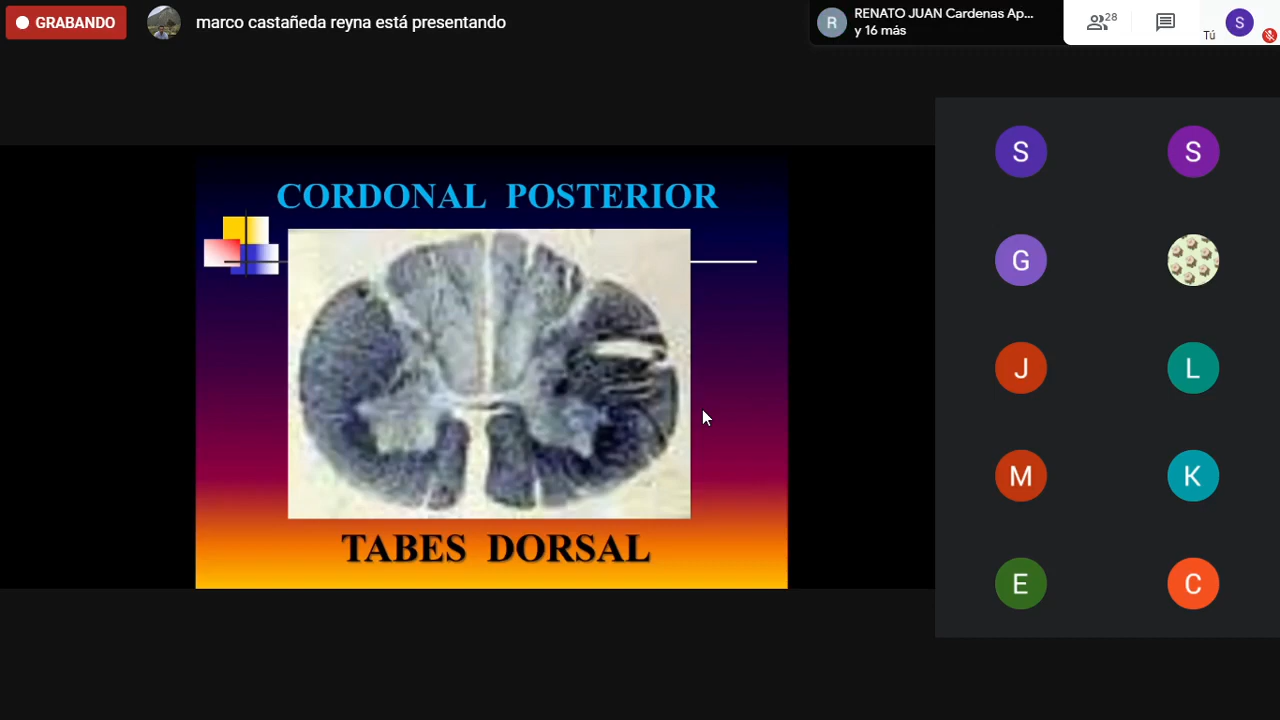 GRABANDO
marco castañeda reyna está presentando
R
RENATO JUAN Cardenas Ap...
y 16 más
28
S
Tú
CORDONAL POSTERIOR
TABES DORSAL
S
S
G
J
L
M
K
E
C